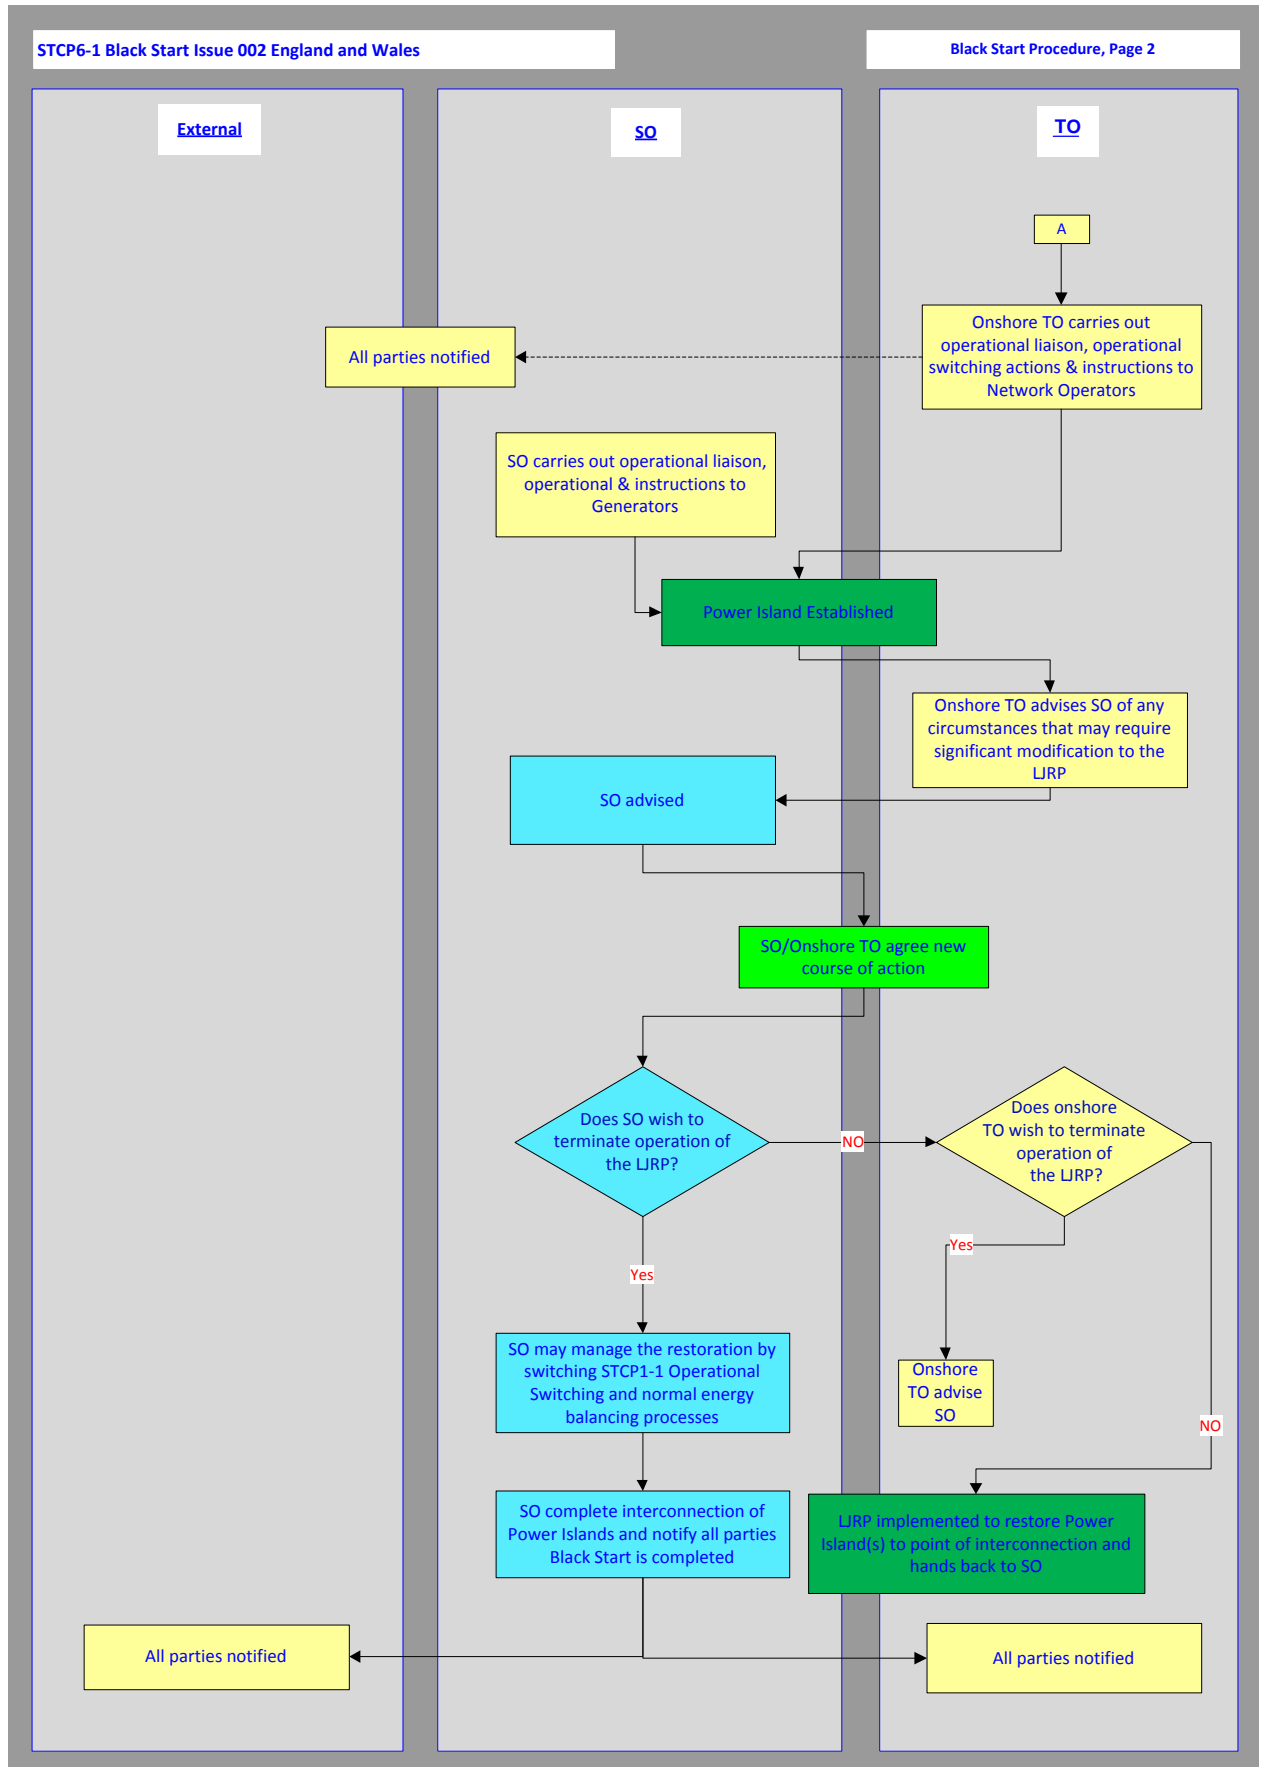 STCP6-1 Black Start Issue 002 England and Wales
Black Start Procedure, Page 2
External
SO
TO
A
Onshore TO carries out
operational liaison, operational
switching actions & instructions to
Network Operators
All parties notified
SO carries out operational liaison,
operational & instructions to
Generators
Power Island Established
Onshore TO advises SO of any
circumstances that may require
significant modification to the
LJRP
SO advised
SO/Onshore TO agree new
course of action
Does SO wish to
terminate operation of
the LJRP?
NO
Does onshore
TO wish to terminate
operation of
the LJRP?
Yes
Yes
SO may manage the restoration by
switching STCP1-1 Operational
Switching and normal energy
balancing processes
Onshore
TO advise
SO
NO
SO complete interconnection of
Power Islands and notify all parties
Black Start is completed
LJRP implemented to restore Power
Island(s) to point of interconnection and
hands back to SO
All parties notified
All parties notified